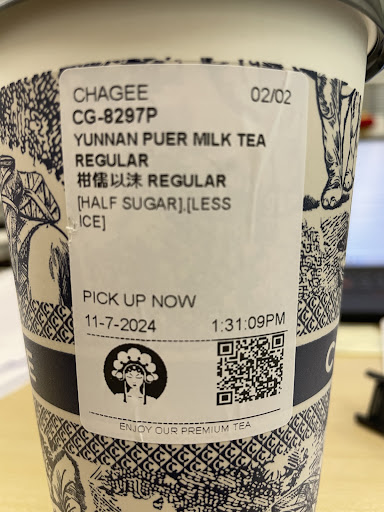 CHAGEE 02/02
CG-8297P
YUNNAN PUER MILK TEA
REGULAR
柑儒以沫 REGULAR
[HALF SUGAR],[LESS
ICE]
PICK UP NOW
11-7-2024 1:31:09PM
ENJOY OUR PREMIUM TEA